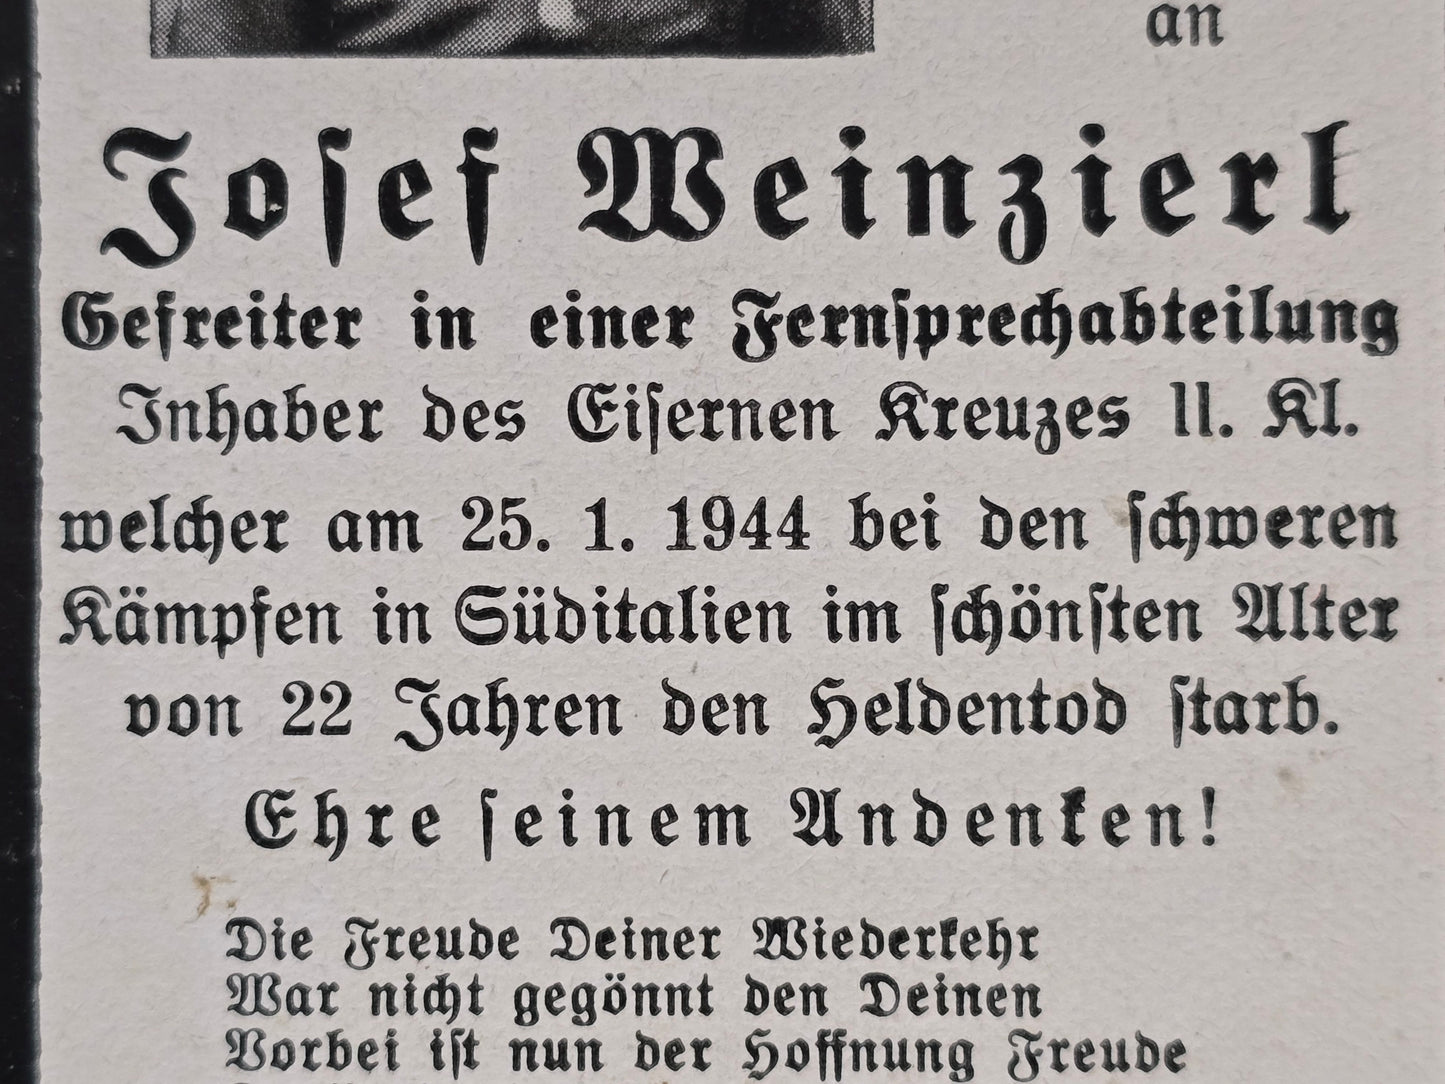 an
Josef Weinzierl
Gefreiter in einer Fernsprechabteilung
Inhaber des Eisernen Kreuzes II. Kl.
welcher am 25. 1. 1944 bei den schweren
Kämpfen in Süditalien im schönsten Alter
von 22 Jahren den Heldentod starb.
Ehre seinem Andenken!
Die Freude Deiner Wiederkehr
War nicht gegönnt den Deinen
Vorbei ist nun der Hoffnung Freude